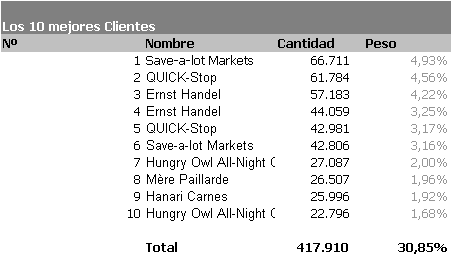 Los 10 mejores Clientes
Nº Nombre Cantidad Peso
1 Save-a-lot Markets 66.711 4,93%
2 QUICK-Stop 61.784 4,56%
3 Ernst Handel 57.183 4,22%
4 Ernst Handel 44.059 3,25%
5 QUICK-Stop 42.981 3,17%
6 Save-a-lot Markets 42.806 3,16%
7 Hungry Owl All-Night 27.087 2,00%
8 Mère Paillarde 26.507 1,96%
9 Hanari Carnes 25.996 1,92%
10 Hungry Owl All-Night 22.796 1,68%
Total 417.910 30,85%